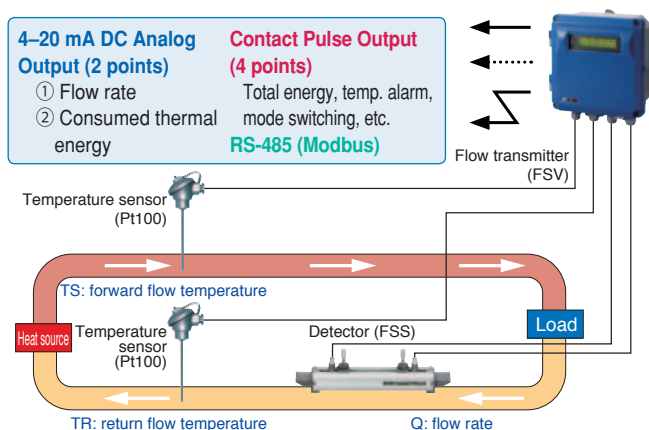 4–20 mA DC Analog
Output (2 points)
① Flow rate
② Consumed thermal
energy
Contact Pulse Output
(4 points)
Total energy, temp. alarm,
mode switching, etc.
RS-485 (Modbus)
Flow transmitter
(FSV)
Temperature sensor
(Pt100)
TS: forward flow temperature
Heat source
Temperature
sensor
(Pt100)
Detector (FSS)
Load
TR: return flow temperature
Q: flow rate